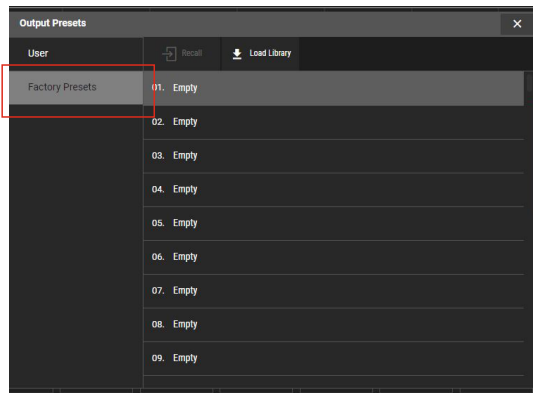 Output Presets
User
Recall
Load Library
Factory Presets
01. Empty
02. Empty
03. Empty
04. Empty
05. Empty
06. Empty
07. Empty
08. Empty
09. Empty